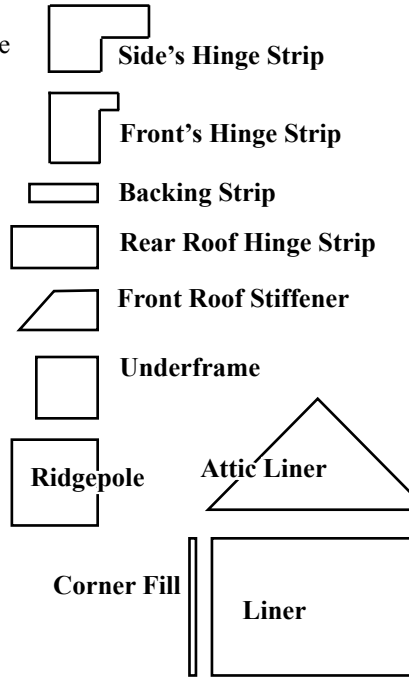 e
Side's Hinge Strip
Front's Hinge Strip
Backing Strip
Rear Roof Hinge Strip
Front Roof Stiffener
Underframe
Ridgepole
Attic Liner
Corner Fill
Liner